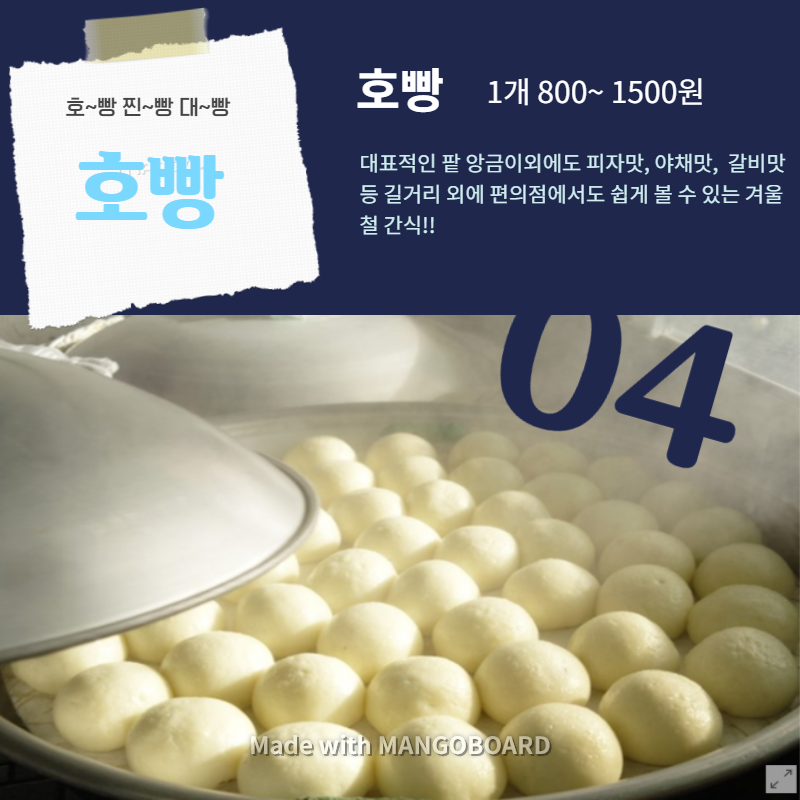 호~빵 찐~빵 대~빵
호빵
호빵 1개 800~ 1500원
대표적인 팥 앙금이외에도 피자맛, 야채맛, 갈비맛
등 길거리 외에 편의점에서도 쉽게 볼 수 있는 겨울
철 간식!!
04
Made with MANGOBOARD